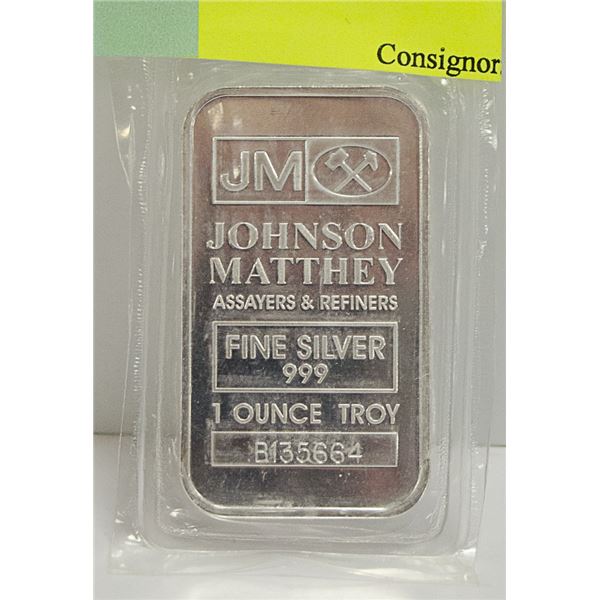 Consignor
JM
JOHNSON
MATTHEY
ASSAYERS & REFINERS
FINE SILVER
999
1 OUNCE TROY
B135664